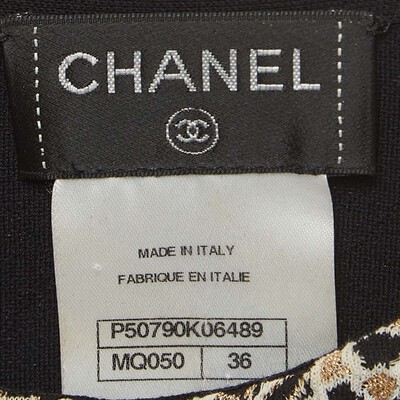 CHANEL
MADE IN ITALY
FABRIQUE EN ITALIE
P50790K06489
MQ050 36